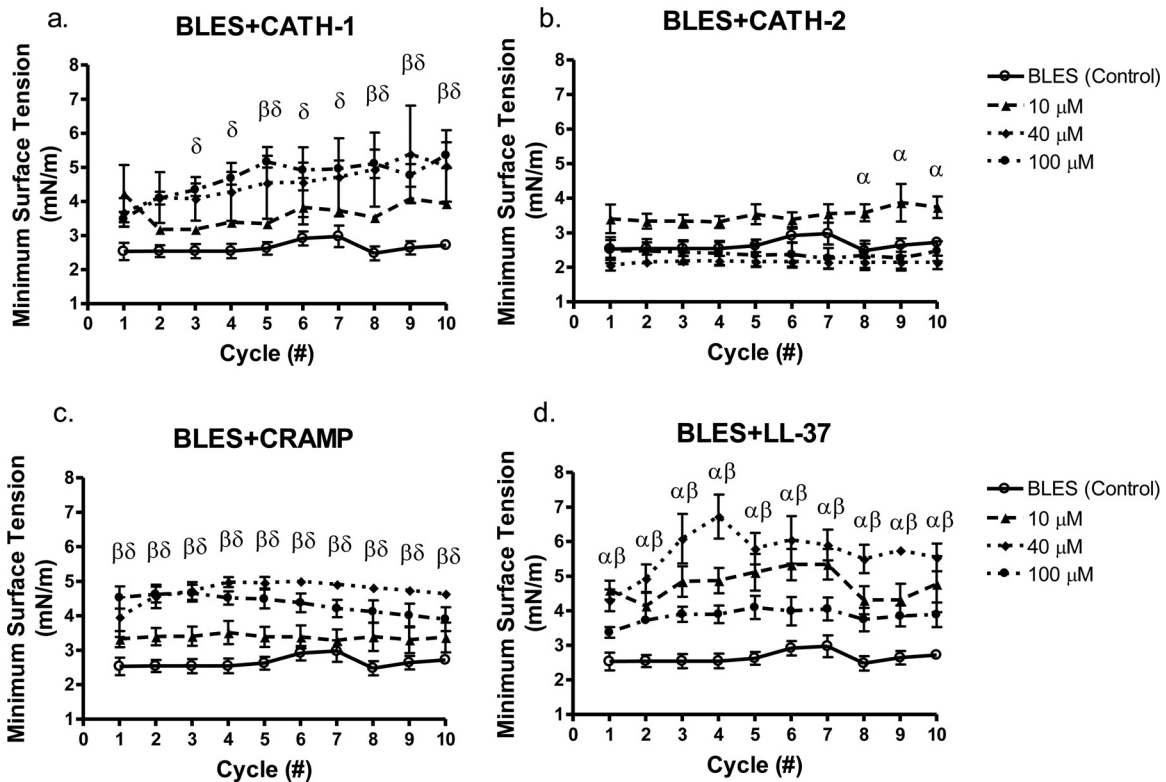 a.
BLES+CATH-1
Minimum Surface Tension
(mN/m)
8
7
6
5
4
3
2
1
δ δ βδ δ δ βδ βδ βδ
0 1 2 3 4 5 6 7 8 9 10
Cycle (#)
b.
BLES+CATH-2
Minimum Surface Tension
(mN/m)
8
7
6
5
4
3
2
1
α α α
0 1 2 3 4 5 6 7 8 9 10
Cycle (#)
BLES (Control)
10 µM
40 µM
100 µM
c.
BLES+CRAMP
Minimum Surface Tension
(mN/m)
8
7
6
5
4
3
2
1
βδ βδ βδ βδ βδ βδ βδ βδ βδ βδ
0 1 2 3 4 5 6 7 8 9 10
Cycle (#)
d.
BLES+LL-37
Minimum Surface Tension
(mN/m)
8
7
6
5
4
3
2
1
αβ αβ αβ αβ αβ αβ αβ αβ αβ αβ
0 1 2 3 4 5 6 7 8 9 10
Cycle (#)
BLES (Control)
10 µM
40 µM
100 µM